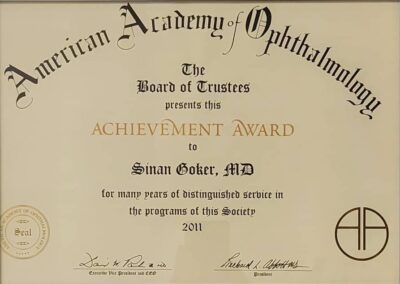 American Academy of Ophthalmology
The
Board of Trustees
presents this
ACHIEVEMENT AWARD
to
Sinan Goker, MD
for many years of distinguished service in
the programs of this Society
2011
Seal
Executive Vice President and CEO
President